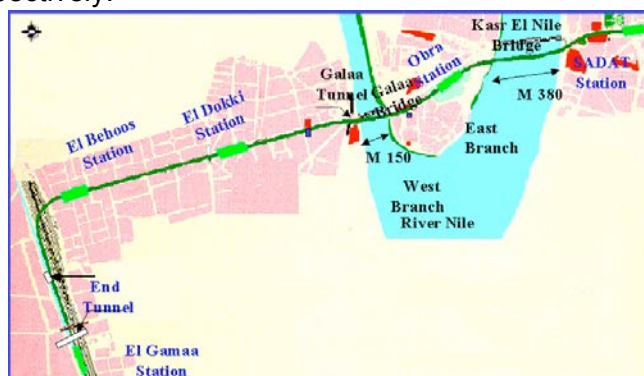 ectively.
Kasr El Nile
Bridge
Obra
Station
SADAT
Station
Galaa
Tunnel
Galaa
Bridge
M 380
El Dokki
Station
El Behoos
Station
East
Branch
M 150
West
Branch
River Nile
End
Tunnel
El Gamaa
Station